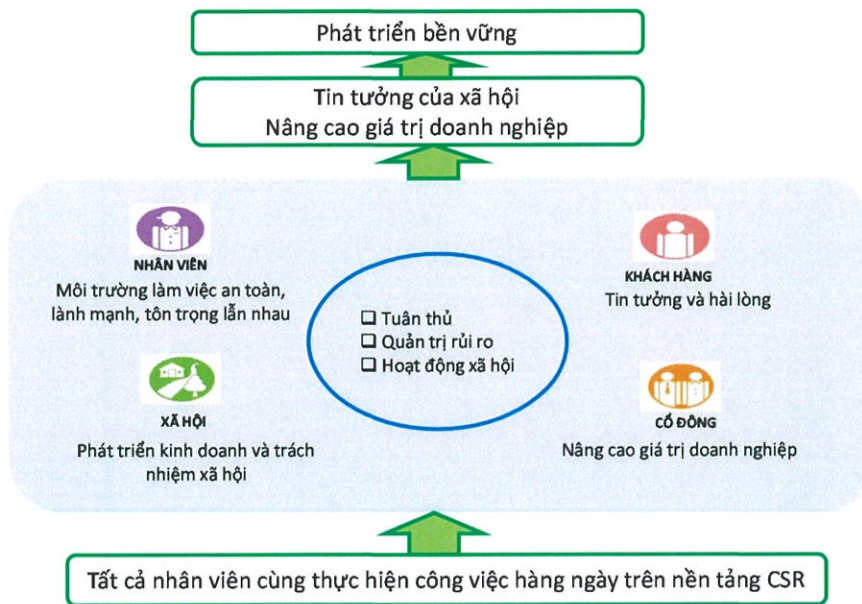 Phát triển bền vững
Tin tưởng của xã hội
Nâng cao giá trị doanh nghiệp
NHÂN VIÊN
Môi trường làm việc an toàn,
lành mạnh, tôn trọng lẫn nhau
XÃ HỘI
Phát triển kinh doanh và trách
nhiệm xã hội
❑ Tuân thủ
❑ Quản trị rủi ro
❑ Hoạt động xã hội
KHÁCH HÀNG
Tin tưởng và hài lòng
CỔ ĐÔNG
Nâng cao giá trị doanh nghiệp
Tất cả nhân viên cùng thực hiện công việc hàng ngày trên nền tảng CSR